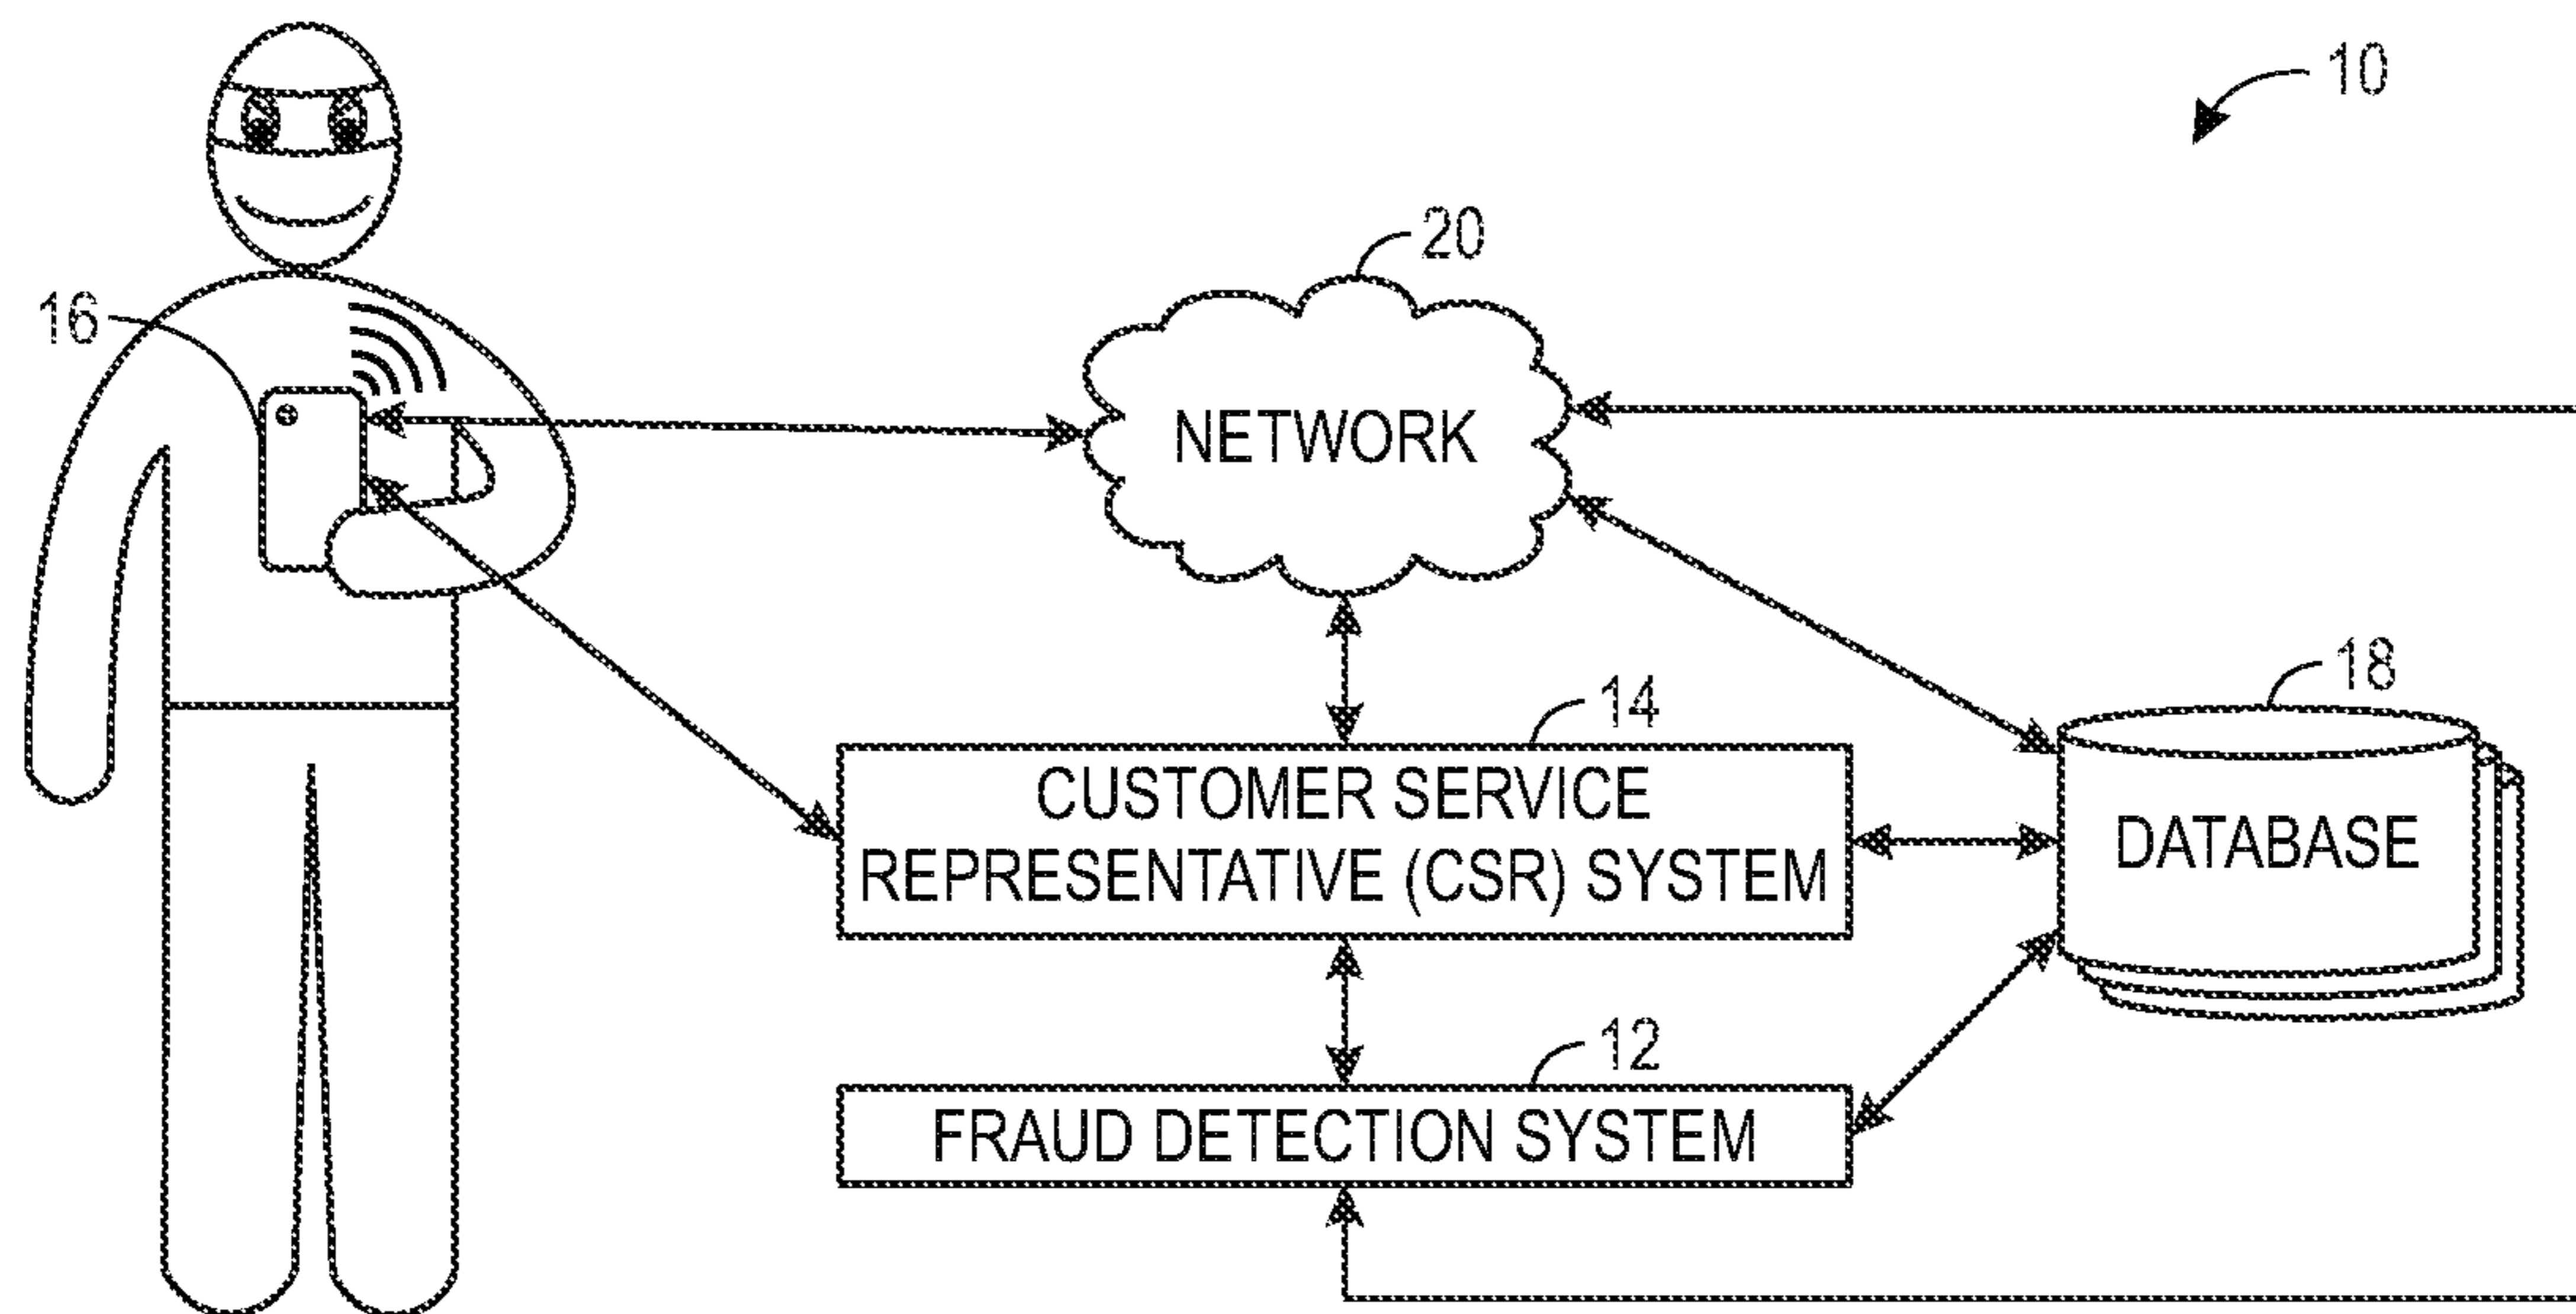 10
20
16
NETWORK
18
14
CUSTOMER SERVICE
REPRESENTATIVE (CSR) SYSTEM
DATABASE
12
FRAUD DETECTION SYSTEM